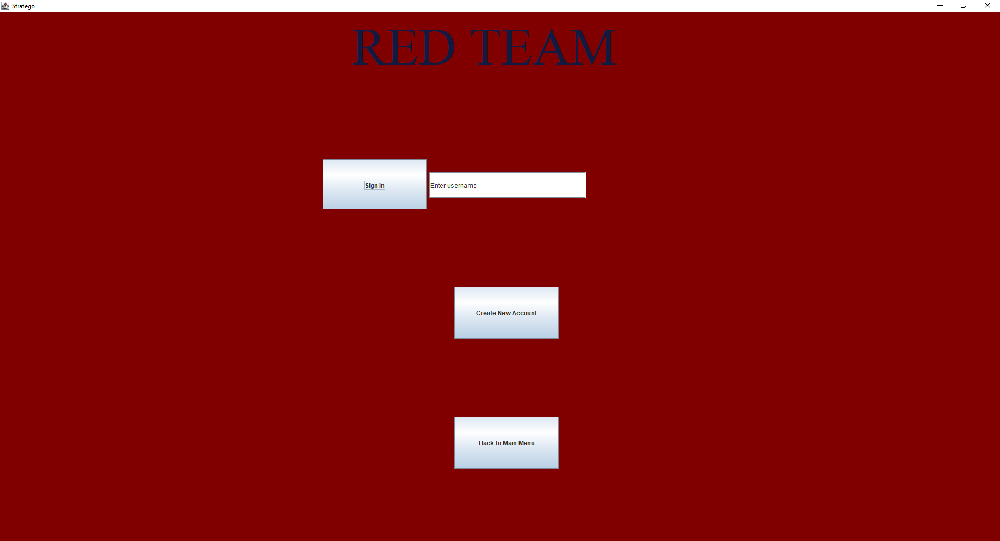 Stratego
RED TEAM
Sign In
Enter username
Create New Account
Back to Main Menu